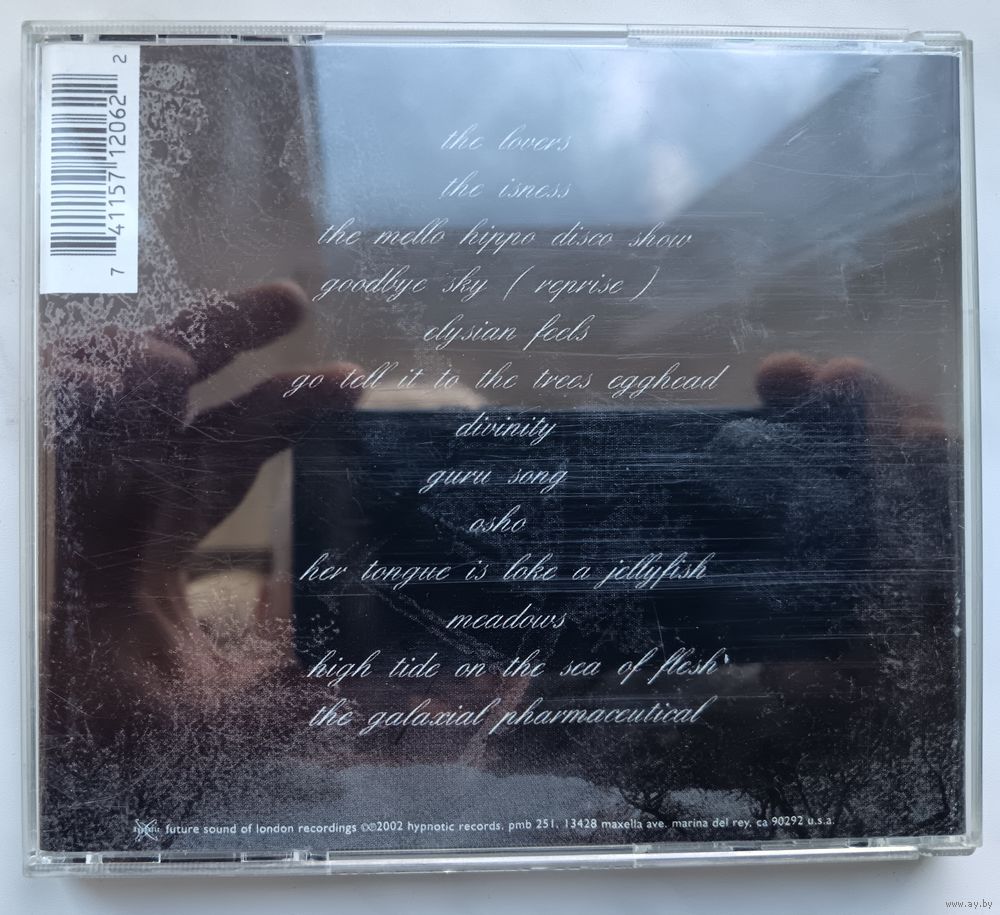 7 41157 12062 2
the lovers
the isness
the mello hippo disco show
goodbye sky ( reprise )
elysian feels
go tell it to the trees egghead
divinity
guru song
osho
her tongue is loke a jellyfish
meadows
high tide on the sea of flesh
the galaxial pharmaceutical
hypnotic future sound of london recordings ©℗2002 hypnotic records. pmb 251, 13428 maxella ave. marina del rey, ca 90292 u.s.a.
www.ay.by